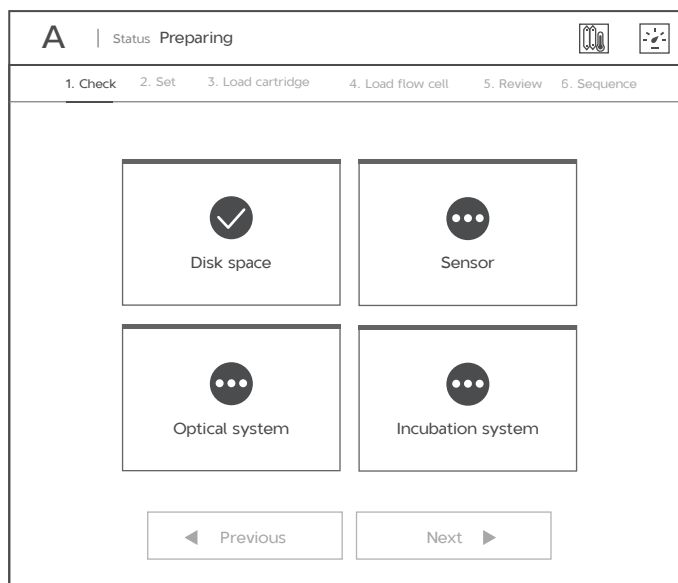 A | Status Preparing
1. Check 2. Set 3. Load cartridge 4. Load flow cell 5. Review 6. Sequence
Disk space Sensor
Optical system Incubation system
Previous Next